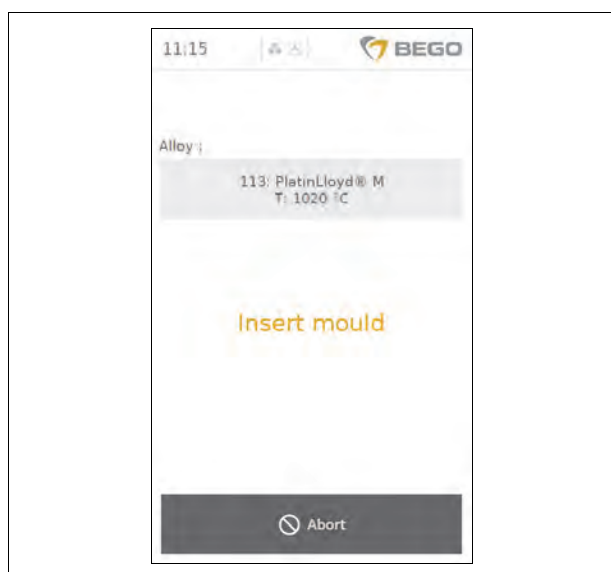 11:15 BEGO
Alloy :
113: PlatinLloyd® M
T: 1020 °C
Insert mould
Abort